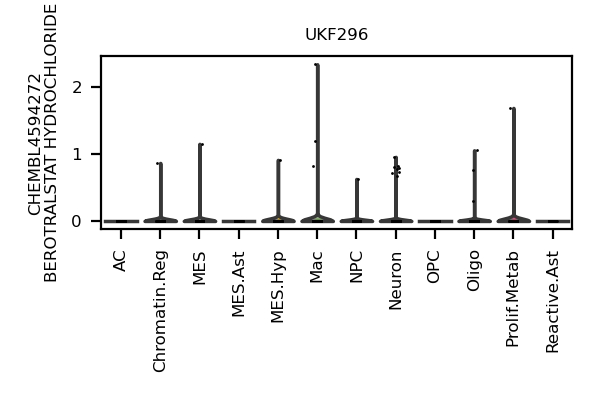 UKF296
CHEMBL4594272
BEROTRALSTAT HYDROCHLORIDE
2
1
0
AC
Chromatin.Reg
MES
MES.Ast
MES.Hyp
Mac
NPC
Neuron
OPC
Oligo
Prolif.Metab
Reactive.Ast